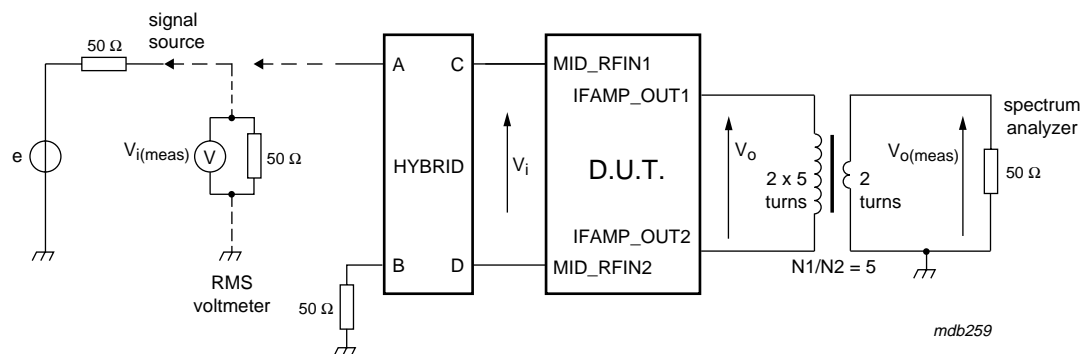 signal
source
50 Ω
e
V
Vi(meas)
50 Ω
RMS
voltmeter
50 Ω
A
C
HYBRID
B
D
Vi
MID_RFIN1
IFAMP_OUT1
D.U.T.
IFAMP_OUT2
MID_RFIN2
Vo
2 x 5
turns
2
turns
N1/N2 = 5
Vo(meas)
spectrum
analyzer
50 Ω
mdb259